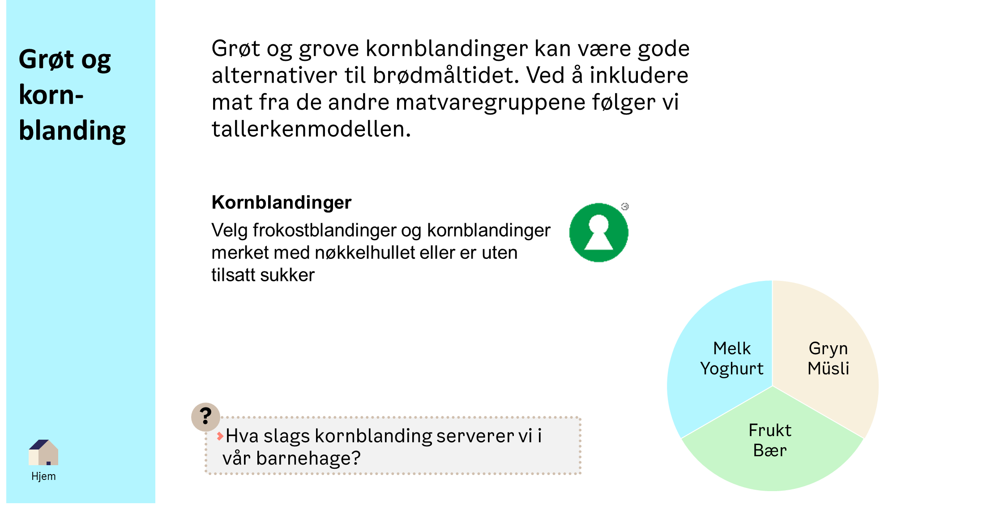 Grøt og
korn-
blanding
Grøt og grove kornblandinger kan være gode
alternativer til brødmåltidet. Ved å inkludere
mat fra de andre matvaregruppene følger vi
tallerkenmodellen.
Kornblandinger
Velg frokostblandinger og kornblandinger
merket med nøkkelhullet eller er uten
tilsatt sukker
Melk
Yoghurt
Gryn
Müsli
Frukt
Bær
?
Hva slags kornblanding serverer vi i
vår barnehage?
Hjem